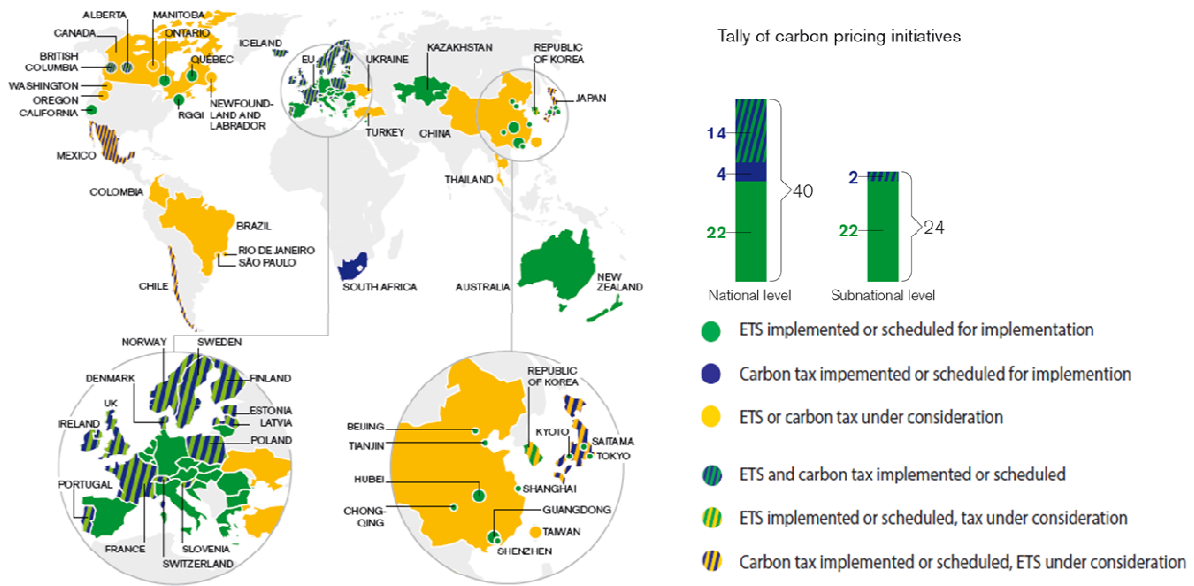 ALBERTA
MANITOBA
CANADA
ONTARIO
BRITISH
COLUMBIA
QUÉBEC
WASHINGTON
OREGON
CALIFORNIA
RGGI
NEWFOUND-
LAND AND
LABRADOR
MEXICO
ICELAND
EU
UKRAINE
KAZAKHSTAN
REPUBLIC
OF KOREA
JAPAN
TURKEY
CHINA
THAILAND
COLOMBIA
BRAZIL
RIO DE JANEIRO
SÃO PAULO
CHILE
SOUTH AFRICA
AUSTRALIA
NEW
ZEALAND
NORWAY
SWEDEN
DENMARK
FINLAND
UK
IRELAND
ESTONIA
LATVIA
POLAND
PORTUGAL
FRANCE
SLOVENIA
SWITZERLAND
REPUBLIC
OF KOREA
BEIJING
TIANJIN
KYOTO
SAITAMA
TOKYO
HUBEI
SHANGHAI
CHONG-
QING
GUANGDONG
TAIWAN
SHENZHEN
Tally of carbon pricing initiatives
14
4
22
40
2
22
24
National level
Subnational level
ETS implemented or scheduled for implementation
Carbon tax impemented or scheduled for implemention
ETS or carbon tax under consideration
ETS and carbon tax implemented or scheduled
ETS implemented or scheduled, tax under consideration
Carbon tax implemented or scheduled, ETS under consideration